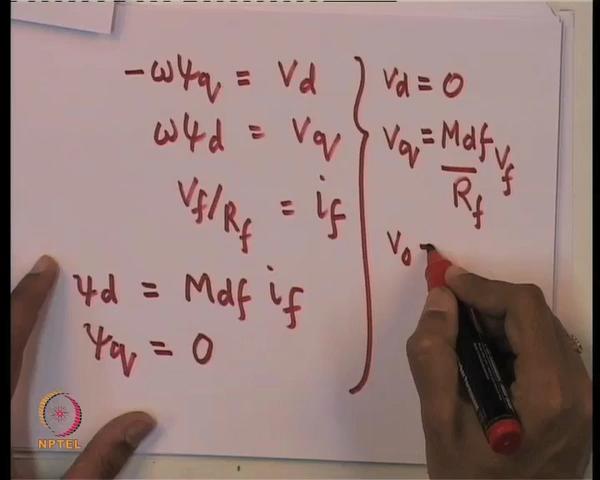 -ωψq = Vd
ωψd = Vq
Vf/Rf = if
ψd = Mdf if
ψq = 0
Vd = 0
Vq = Mdf/Rf Vf
V0 -
NPTEL